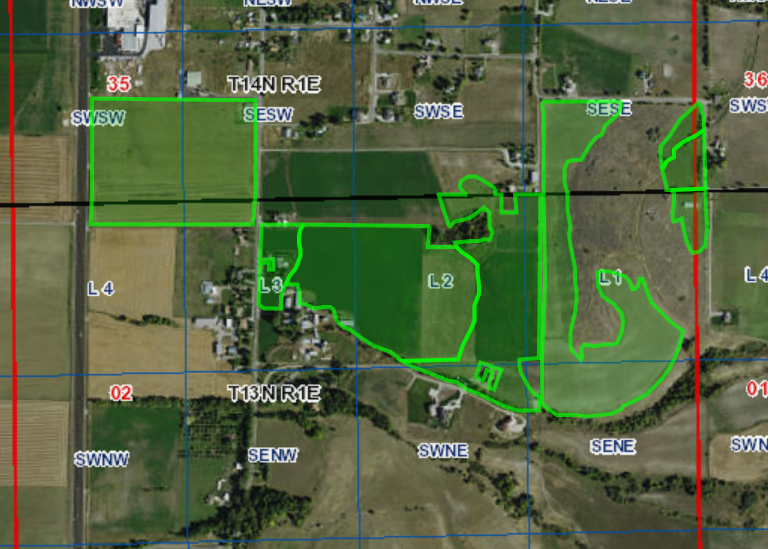 NWSW NESW NWSE NESE
35 T14N R1E 36
SWSW SESW SWSE SESE SWS
L 4 L 3 L 2 L 1 L 4
02 T13N R1E 01
SWNW SENW SWNE SENE SWN